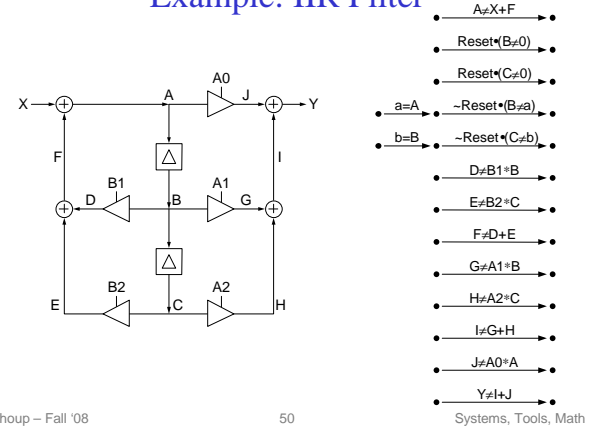 Example: IIR Filter
A≠X+F
Reset•(B≠0)
Reset•(C≠0)
a=A ~Reset•(B≠a)
b=B ~Reset•(C≠b)
D≠B1*B
E≠B2*C
F≠D+E
G≠A1*B
H≠A2*C
I≠G+H
J≠A0*A
Y≠I+J
A0
X A J Y
F I
B1 A1
D B G
B2 A2
E C H
houp – Fall '08 50 Systems, Tools, Math